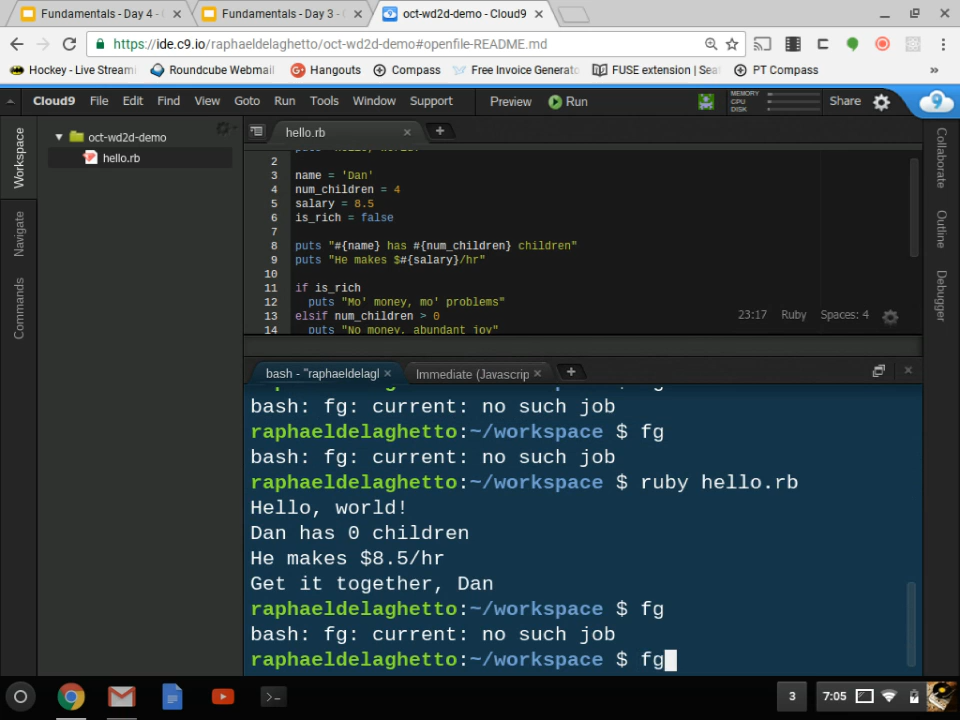 Fundamentals - Day 4 -
Fundamentals - Day 3 -
oct-wd2d-demo - Cloud9
https://ide.c9.io/raphaeldelaghetto/oct-wd2d-demo#openfile-README.md
Hockey - Live Streami
Roundcube Webmail
Hangouts
Compass
Free Invoice Generato
FUSE extension | Seaf
PT Compass
»
Cloud9 File Edit Find View Goto Run Tools Window Support Preview Run MEMORY CPU DISK Share
Workspace
Navigate
Commands
oct-wd2d-demo
hello.rb
hello.rb
2
3 name = 'Dan'
4 num_children = 4
5 salary = 8.5
6 is_rich = false
7
8 puts "#{name} has #{num_children} children"
9 puts "He makes $#{salary}/hr"
10
11 if is_rich
12 puts "Mo' money, mo' problems"
13 elsif num_children > 0
14 puts "No money, abundant joy"
23:17 Ruby Spaces: 4
Collaborate
Outline
Debugger
bash - "raphaeldelagl
Immediate (Javascrip
bash: fg: current: no such job
raphaeldelaghetto:~/workspace $ fg
bash: fg: current: no such job
raphaeldelaghetto:~/workspace $ ruby hello.rb
Hello, world!
Dan has 0 children
He makes $8.5/hr
Get it together, Dan
raphaeldelaghetto:~/workspace $ fg
bash: fg: current: no such job
raphaeldelaghetto:~/workspace $ fg
3
7:05